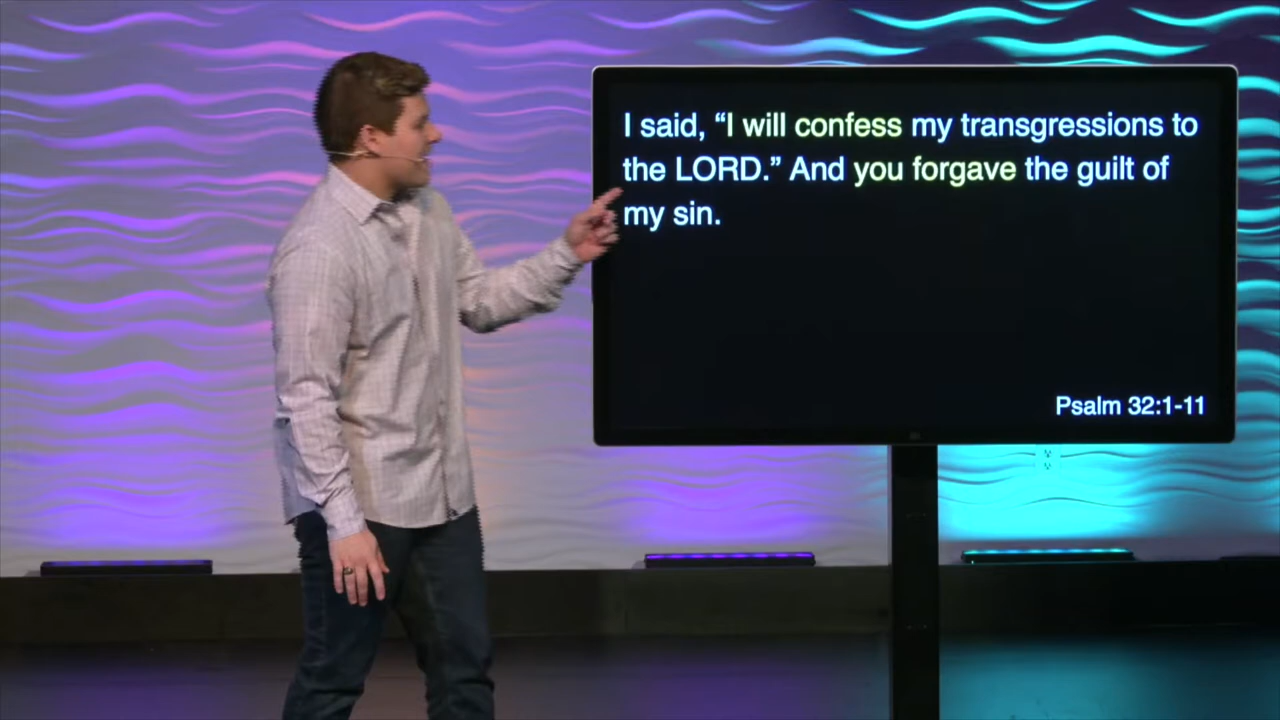 I said, “I will confess my transgressions to
the LORD.” And you forgave the guilt of
my sin.
Psalm 32:1-11